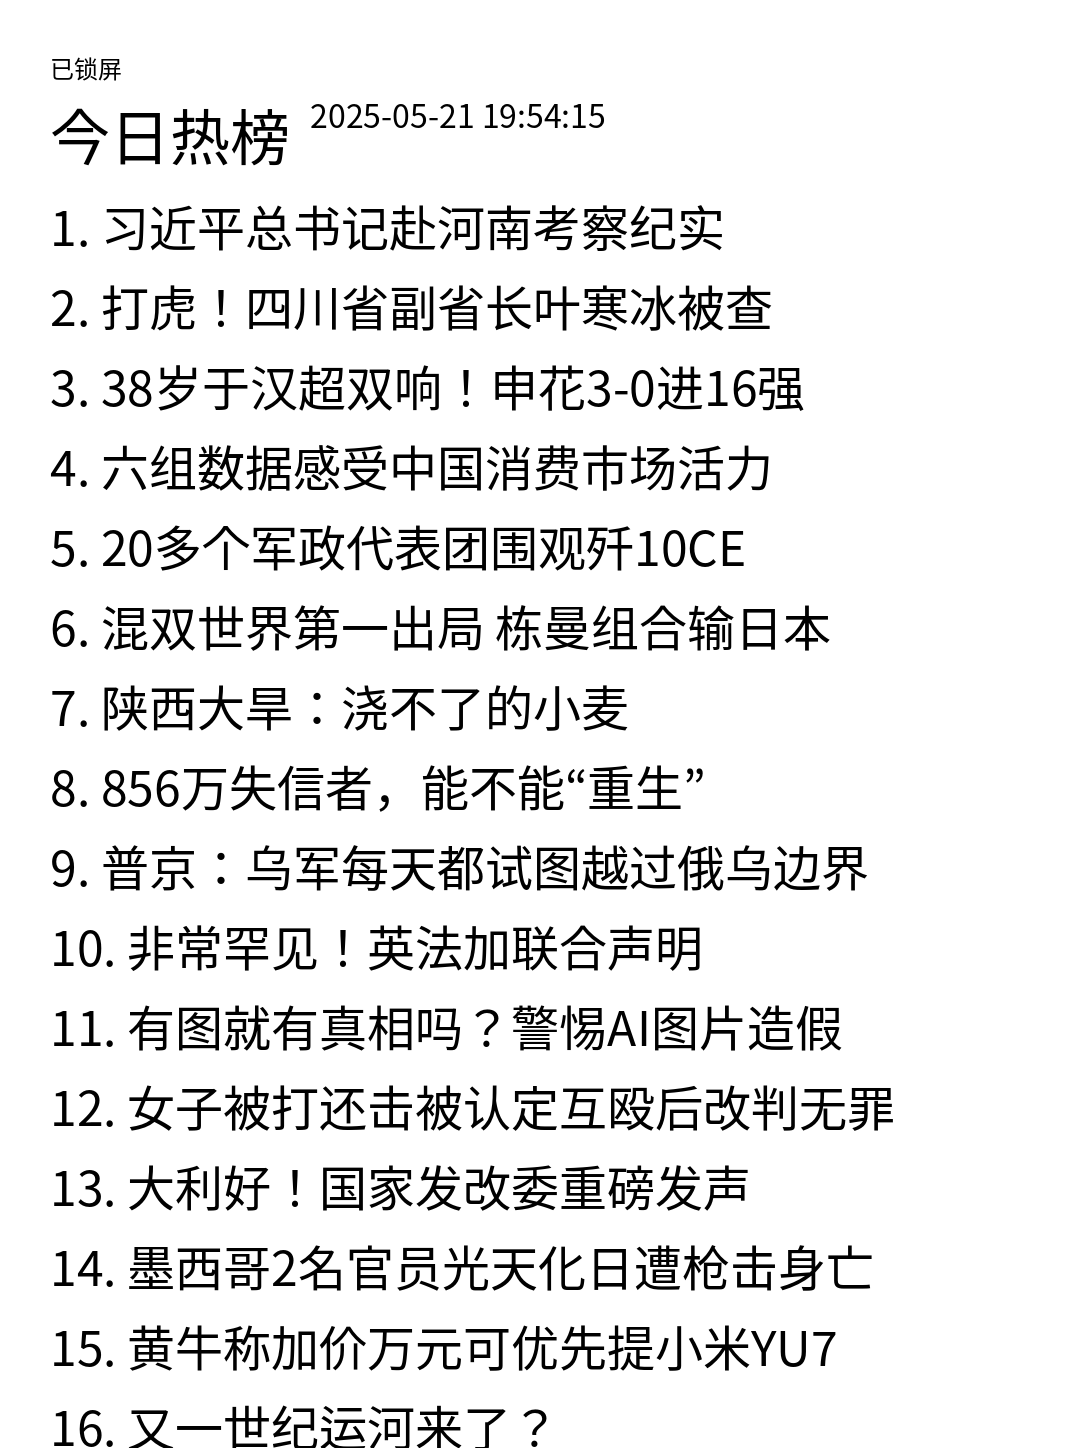 已锁屏
今日热榜 2025-05-21 19:54:15
1. 习近平总书记赴河南考察纪实
2. 打虎！四川省副省长叶寒冰被查
3. 38岁于汉超双响！申花3-0进16强
4. 六组数据感受中国消费市场活力
5. 20多个军政代表团围观歼10CE
6. 混双世界第一出局 栋曼组合输日本
7. 陕西大旱：浇不了的小麦
8. 856万失信者，能不能“重生”
9. 普京：乌军每天都试图越过俄乌边界
10. 非常罕见！英法加联合声明
11. 有图就有真相吗？警惕AI图片造假
12. 女子被打还击被认定互殴后改判无罪
13. 大利好！国家发改委重磅发声
14. 墨西哥2名官员光天化日遭枪击身亡
15. 黄牛称加价万元可优先提小米YU7
16. 又一世纪运河来了？